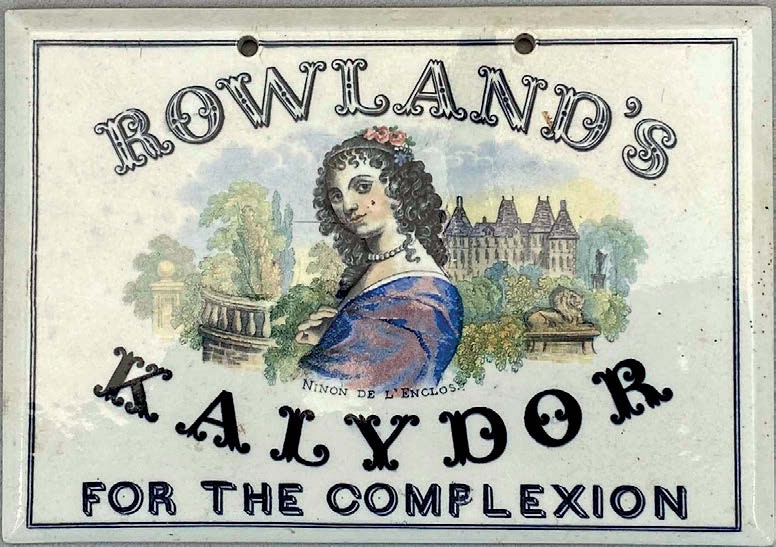 ROWLAND'S
NINON DE L'ENCLOS.
KALYDOR
FOR THE COMPLEXION